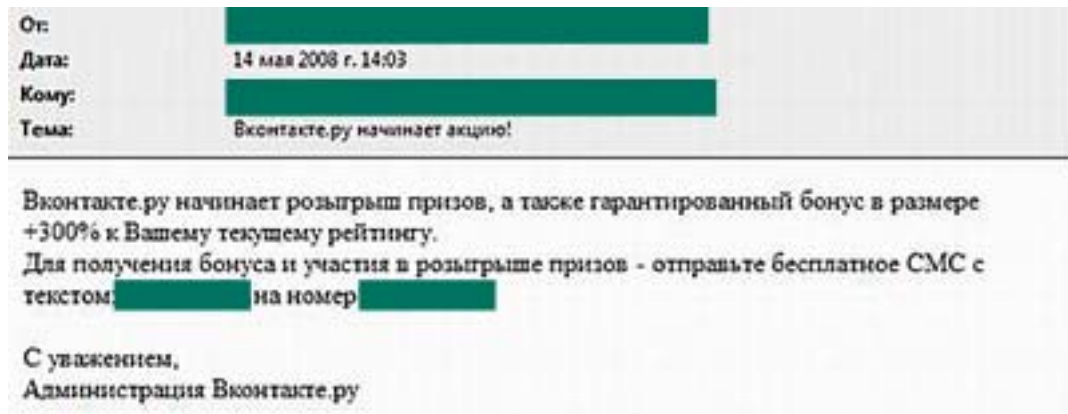 От:
Дата: 14 мая 2008 г. 14:03
Кому:
Тема: Вконтакте.ру начинает акцию!
Вконтакте.ру начинает розыгрыш призов, а также гарантированный бонус в размере
+300% к Вашему текущему рейтингу.
Для получения бонуса и участия в розыгрыше призов - отправьте бесплатное СМС с
текстом: на номер
С уважением,
Администрация Вконтакте.ру